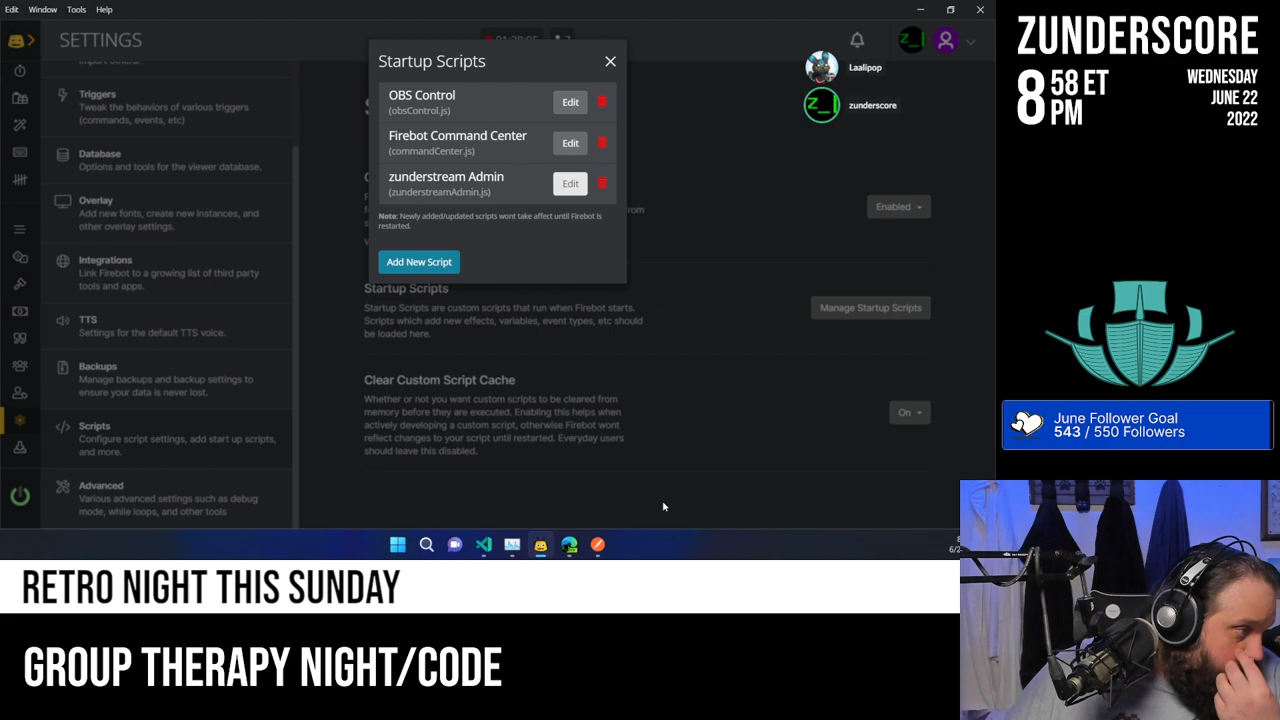 Edit Window Tools Help
SETTINGS
Triggers
Tweak the behaviors of various triggers
(commands, events, etc)
Database
Options and tools for the viewer database.
Overlay
Add new fonts, create new instances, and
other overlay settings.
Integrations
Link Firebot to a growing list of third party
tools and apps.
TTS
Settings for the default TTS voice.
Backups
Manage backups and backup settings to
ensure your data is never lost.
Scripts
Configure script settings, add start up scripts,
and more.
Advanced
Various advanced settings such as debug
mode, while loops, and other tools
Startup Scripts
OBS Control
(obsControl.js)
Edit
Firebot Command Center
(commandCenter.js)
Edit
zunderstream Admin
(zunderstreamAdmin.js)
Edit
Note: Newly added/updated scripts wont take affect until Firebot is
restarted.
Add New Script
Enabled
Startup Scripts
Startup Scripts are custom scripts that run when Firebot starts.
Scripts which add new effects, variables, event types, etc should
be loaded here.
Manage Startup Scripts
Clear Custom Script Cache
Whether or not you want custom scripts to be cleared from
memory before they are executed. Enabling this helps when
actively developing a custom script, otherwise Firebot wont
reflect changes to your script until restarted. Everyday users
should leave this disabled.
On
Laalipop
zunderscore
ZUNDERSCORE
8 58 ET
PM
WEDNESDAY
JUNE 22
2022
June Follower Goal
543 / 550 Followers
RETRO NIGHT THIS SUNDAY
GROUP THERAPY NIGHT/CODE